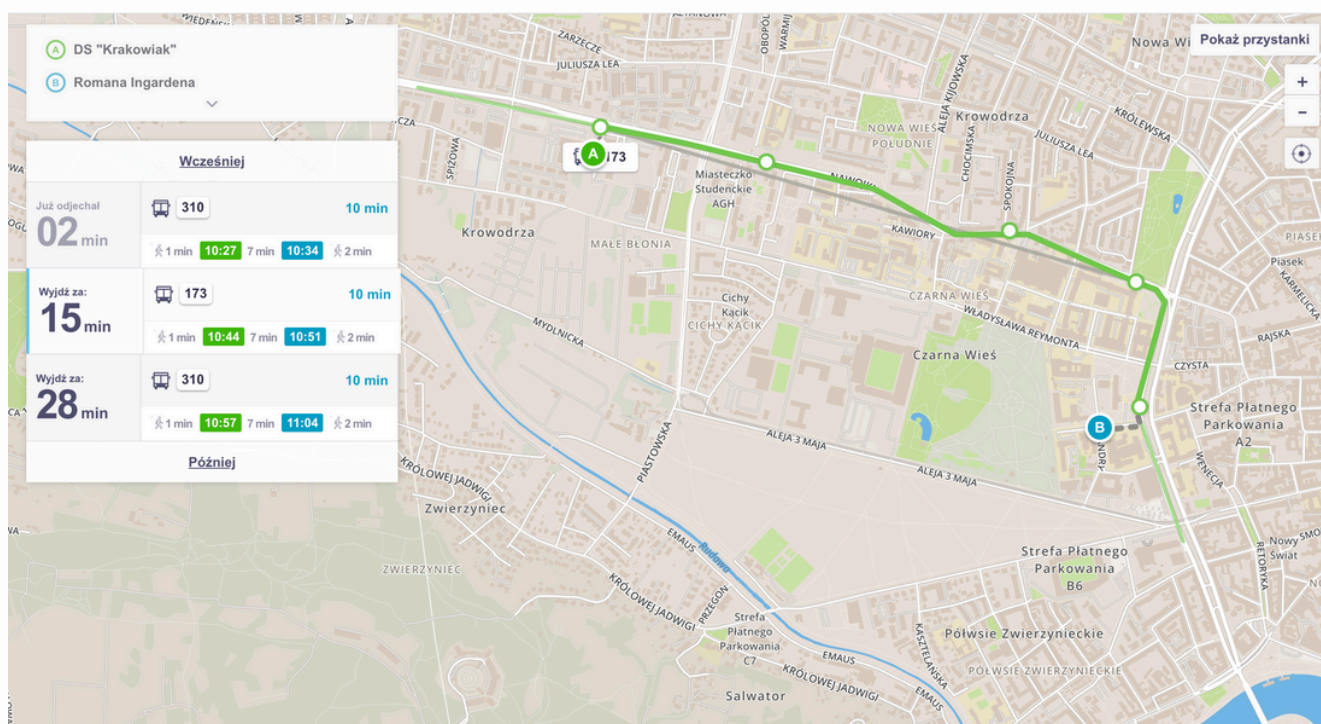 DS "Krakowiak"
Romana Ingardena
Wcześniej
Już odjechał
02 min
310
10 min
1 min 10:27 7 min 10:34 2 min
Wyjdź za:
15 min
173
10 min
1 min 10:44 7 min 10:51 2 min
Wyjdź za:
28 min
310
10 min
1 min 10:57 7 min 11:04 2 min
Później
Pokaż przystanki
+
−
A
B
A
173
B
ZARZECZE
JULIUSZA LEA
OBOPÓL
WARMIJ
ALEJA KIJOWSKA
Krowodrza
KRÓLEWSKA
JULIUSZA LEA
NOWA WIEŚ
POŁUDNIE
CHOCIMSKA
SPOKOJNA
SPIŻOWA
Miasteczko
Studenckie
AGH
NAWOJKI
KAWIORY
Krowodrza
MAŁE BŁONIA
PIASEK
Piasek
KARMELICKA
Cichy
Kącik
CICHY KĄCIK
CZARNA WIEŚ
WŁADYSŁAWA REYMONTA
Czarna Wieś
MYDLNICKA
RAJSKA
CZYSTA
Strefa Płatnego
Parkowania
A2
PIASTOWSKA
ALEJA 3 MAJA
ALEJA 3 MAJA
WENECJA
KRÓLOWEJ JADWIGI
Zwierzyniec
EMAUS
Rudawa
ZWIERZYNIEC
KRÓLOWEJ JADWIGI
PRZEGON
Strefa
Płatnego
Parkowania
C7
Strefa Płatnego
Parkowania
B6
RETORYKA
Nowy
Świat
Półwsie Zwierzynieckie
PÓŁWSIE ZWIERZYNIECKIE
KASZTELAŃSKA
EMAUS
EMAUS
KRÓLOWEJ JADWIGI
Salwator